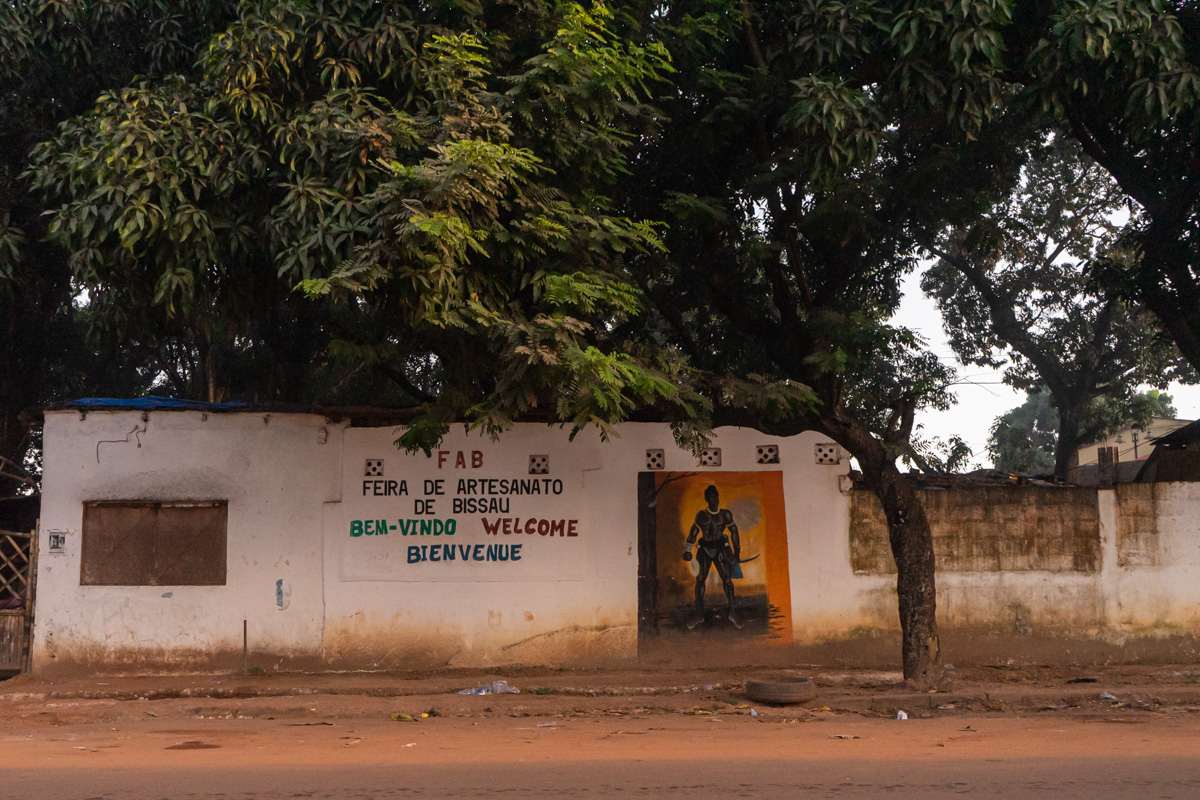 FAB
FEIRA DE ARTESANATO
DE BISSAU
BEM-VINDO WELCOME
BIENVENUE